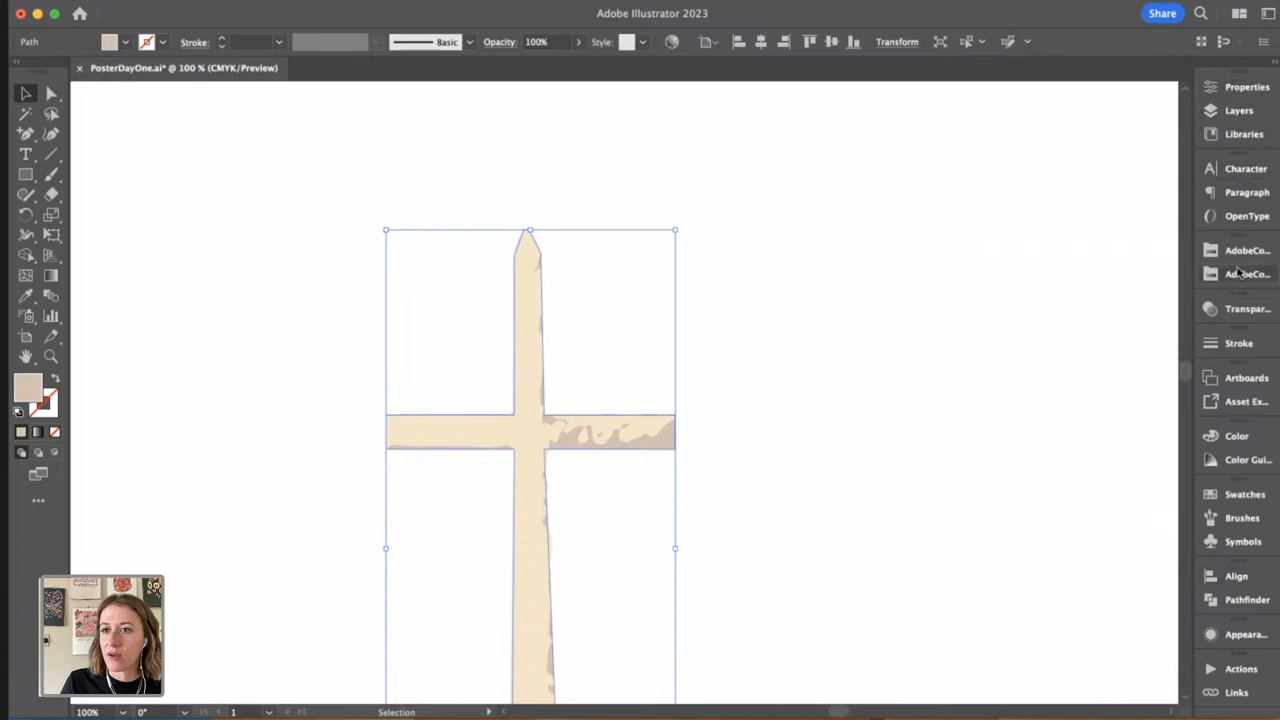 Adobe Illustrator 2023
Share
Path
Stroke:
Basic
Opacity:
100%
Style:
Transform
PosterDayOne.ai* @ 100 % (CMYK/Preview)
Properties
Layers
Libraries
Character
Paragraph
OpenType
AdobeCo...
AdobeCo...
Transpar...
Stroke
Artboards
Asset Ex...
Color
Color Gui...
Swatches
Brushes
Symbols
Align
Pathfinder
Appeara...
Actions
Links
100%
0°
1
Selection